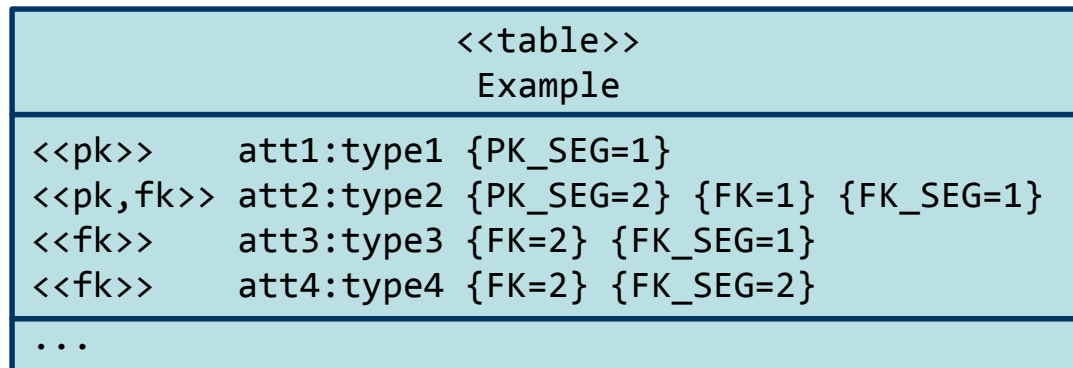 <<table>>
Example
<<pk>> att1:type1 {PK_SEG=1}
<<pk,fk>> att2:type2 {PK_SEG=2} {FK=1} {FK_SEG=1}
<<fk>> att3:type3 {FK=2} {FK_SEG=1}
<<fk>> att4:type4 {FK=2} {FK_SEG=2}
...